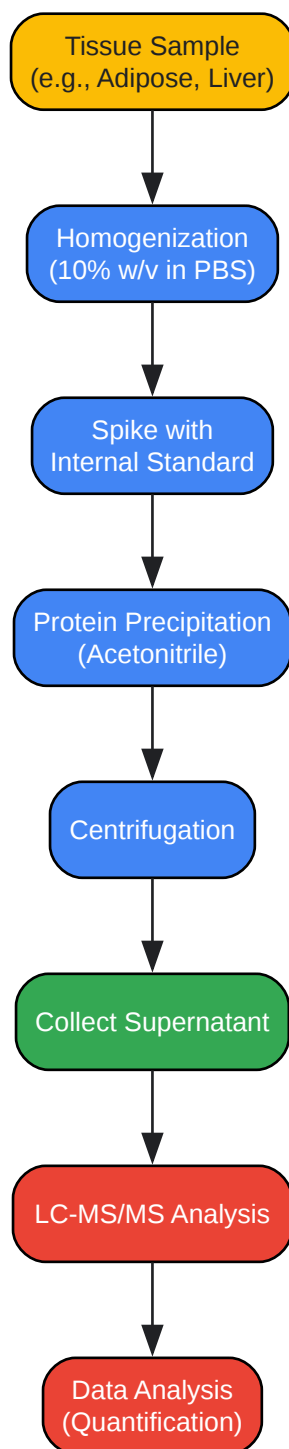 Tissue Sample
(e.g., Adipose, Liver)
Homogenization
(10% w/v in PBS)
Spike with
Internal Standard
Protein Precipitation
(Acetonitrile)
Centrifugation
Collect Supernatant
LC-MS/MS Analysis
Data Analysis
(Quantification)